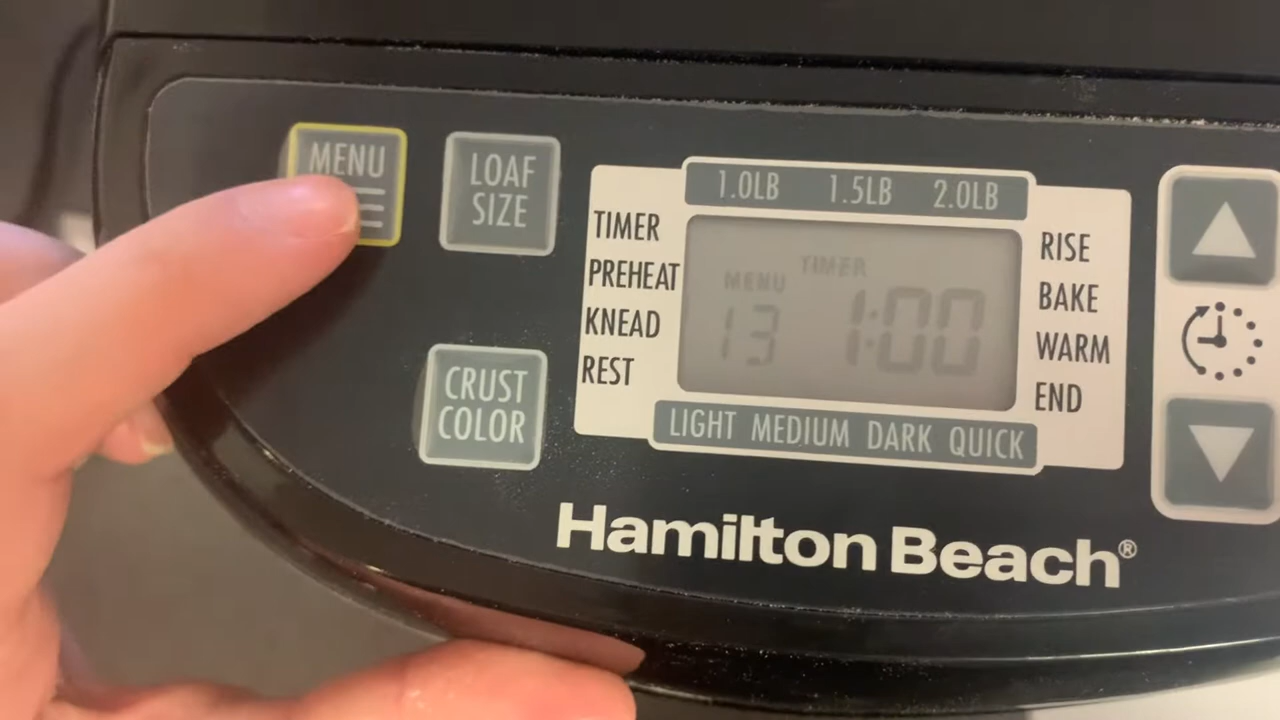 MENU
LOAF
SIZE
CRUST
COLOR
TIMER
PREHEAT
KNEAD
REST
1.0LB 1.5LB 2.0LB
TIMER
MENU
13 1:00
LIGHT MEDIUM DARK QUICK
RISE
BAKE
WARM
END
Hamilton Beach®